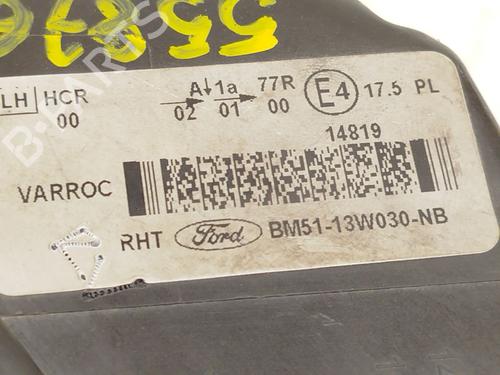 LH HCR A↓ 1a 77R E4 17.5 PL
00 02 01 00
14819
VARROC
RHT Ford BM51-13W030-NB
B-PARTS